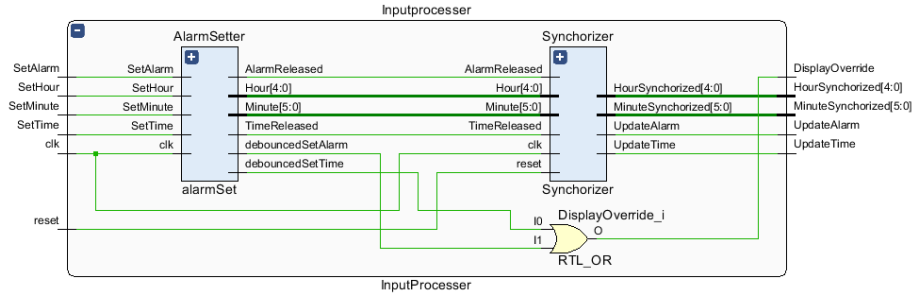 Inputprocesser
AlarmSetter
Synchorizer
SetAlarm SetAlarm AlarmReleased AlarmReleased DisplayOverride
SetHour SetHour Hour[4:0] Hour[4:0] HourSynchorized[4:0] HourSynchorized[4:0]
SetMinute SetMinute Minute[5:0] Minute[5:0] MinuteSynchorized[5:0] MinuteSynchorized[5:0]
SetTime SetTime TimeReleased TimeReleased UpdateAlarm UpdateAlarm
clk clk debouncedSetAlarm clk UpdateTime UpdateTime
debouncedSetTime reset
alarmSet Synchorizer
reset I0 DisplayOverride_i
I1 O
RTL_OR
InputProcesser